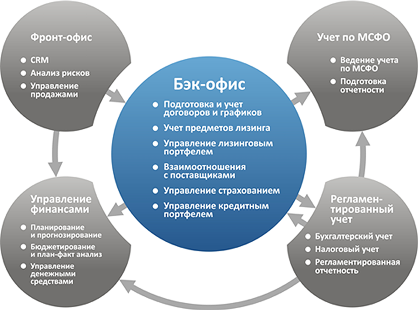 Фронт-офис
CRM
Анализ рисков
Управление
продажами
Бэк-офис
Подготовка и учет
договоров и графиков
Учет предметов лизинга
Управление лизинговым
портфелем
Взаимоотношения
с поставщиками
Управление страхованием
Управление кредитным
портфелем
Учет по МСФО
Ведение учета
по МСФО
Подготовка
отчетности
Управление
финансами
Планирование
и прогнозирование
Бюджетирование
и план-факт анализ
Управление
денежными
средствами
Регламен-
тированный
учет
Бухгалтерский учет
Налоговый учет
Регламентированная
отчетность